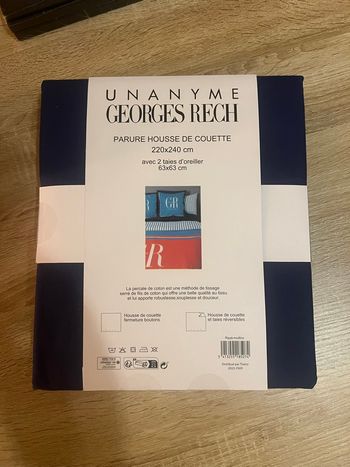 UNANYME
GEORGES RECH
PARURE HOUSSE DE COUETTE
220x240 cm
avec 2 taies d'oreiller
63x63 cm
GR
R
La percale de coton est une méthode de tissage
serré de fils de coton qui offre une belle qualité au tissu
et lui apporte robustesse, souplesse et douceur.
Housse de couette
fermeture boutons
Housse de couette
et taies réversibles